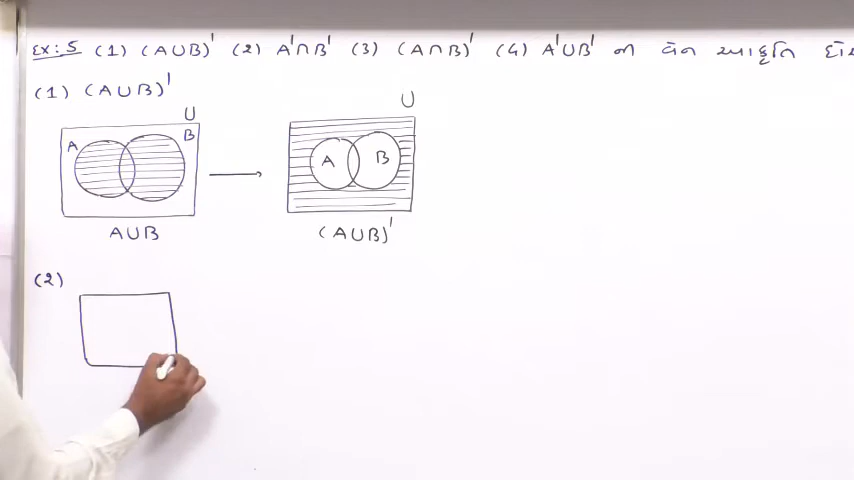 Ex: 5 (1) (A∪B)' (2) A'∩B' (3) (A∩B)' (4) A'∪B' ની વેન આકૃતિ દો
(1) (A∪B)'
U U
A B A B
A∪B (A∪B)'
(2)